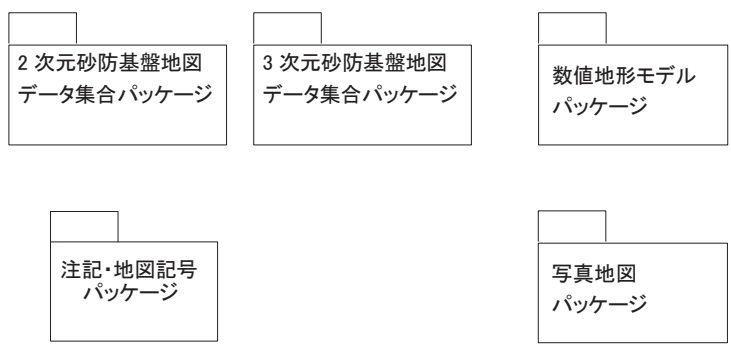 2 次元砂防基盤地図
データ集合パッケージ
3 次元砂防基盤地図
データ集合パッケージ
数値地形モデル
パッケージ
注記・地図記号
パッケージ
写真地図
パッケージ